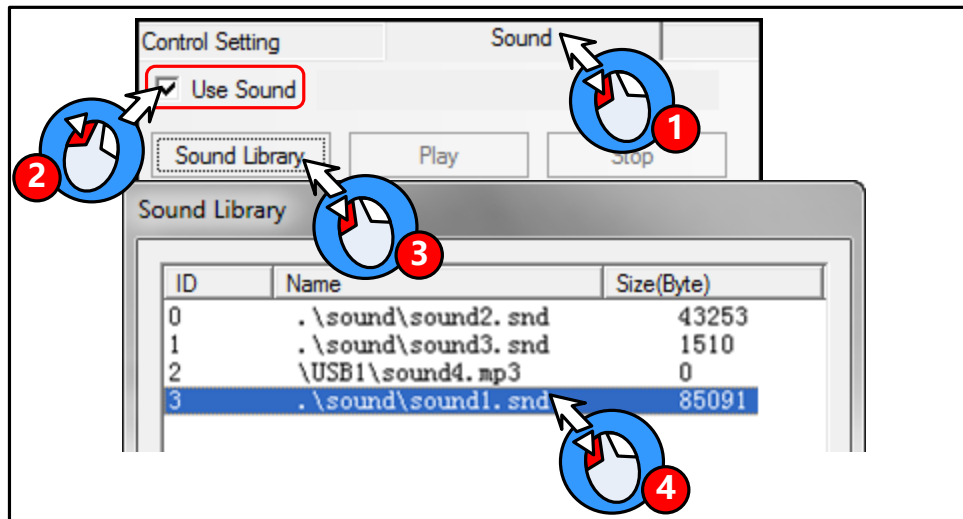 Control Setting Sound
Use Sound
1
2
Sound Library Play Stop
Sound Library
3
ID Name Size(Byte)
0 .\sound\sound2.snd 43253
1 .\sound\sound3.snd 1510
2 \USB1\sound4.mp3 0
3 .\sound\sound1.snd 85091
4